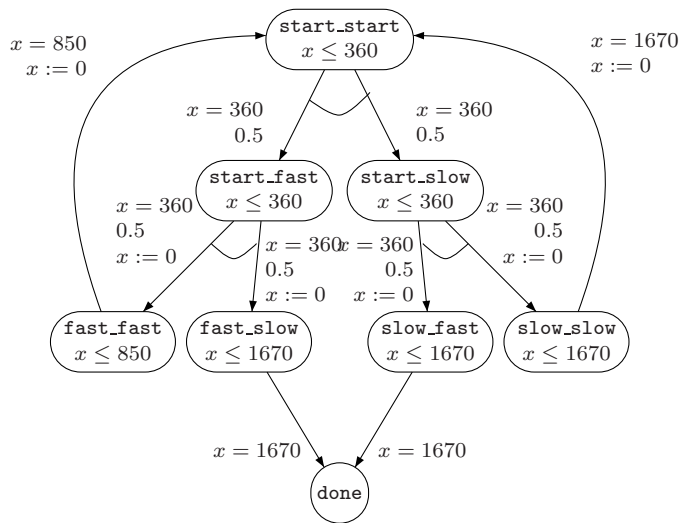 start_start
x ≤ 360
x = 850
x := 0
x = 1670
x := 0
x = 360
0.5
x = 360
0.5
start_fast
x ≤ 360
start_slow
x ≤ 360
x = 360
0.5
x := 0
x = 360
0.5
x := 0
x = 360
0.5
x := 0
x = 360
0.5
x := 0
fast_fast
x ≤ 850
fast_slow
x ≤ 1670
slow_fast
x ≤ 1670
slow_slow
x ≤ 1670
x = 1670
x = 1670
done